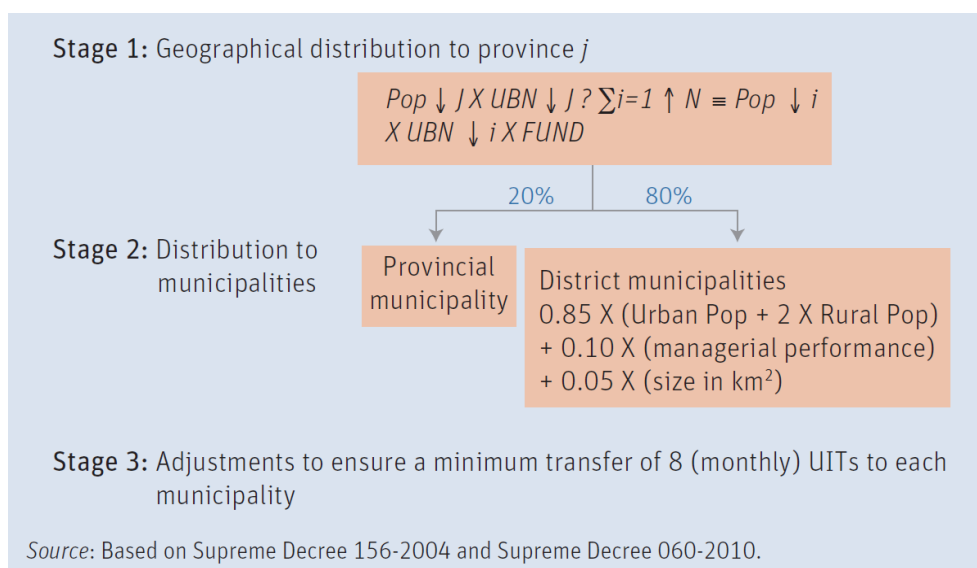 Stage 1: Geographical distribution to province j
Pop ↓ J X UBN ↓ J ? ∑i=1 ↑ N ≡ Pop ↓ i
X UBN ↓ i X FUND
20%
80%
Stage 2: Distribution to
municipalities
Provincial
municipality
District municipalities
0.85 X (Urban Pop + 2 X Rural Pop)
+ 0.10 X (managerial performance)
+ 0.05 X (size in km²)
Stage 3: Adjustments to ensure a minimum transfer of 8 (monthly) UITs to each
municipality
Source: Based on Supreme Decree 156-2004 and Supreme Decree 060-2010.